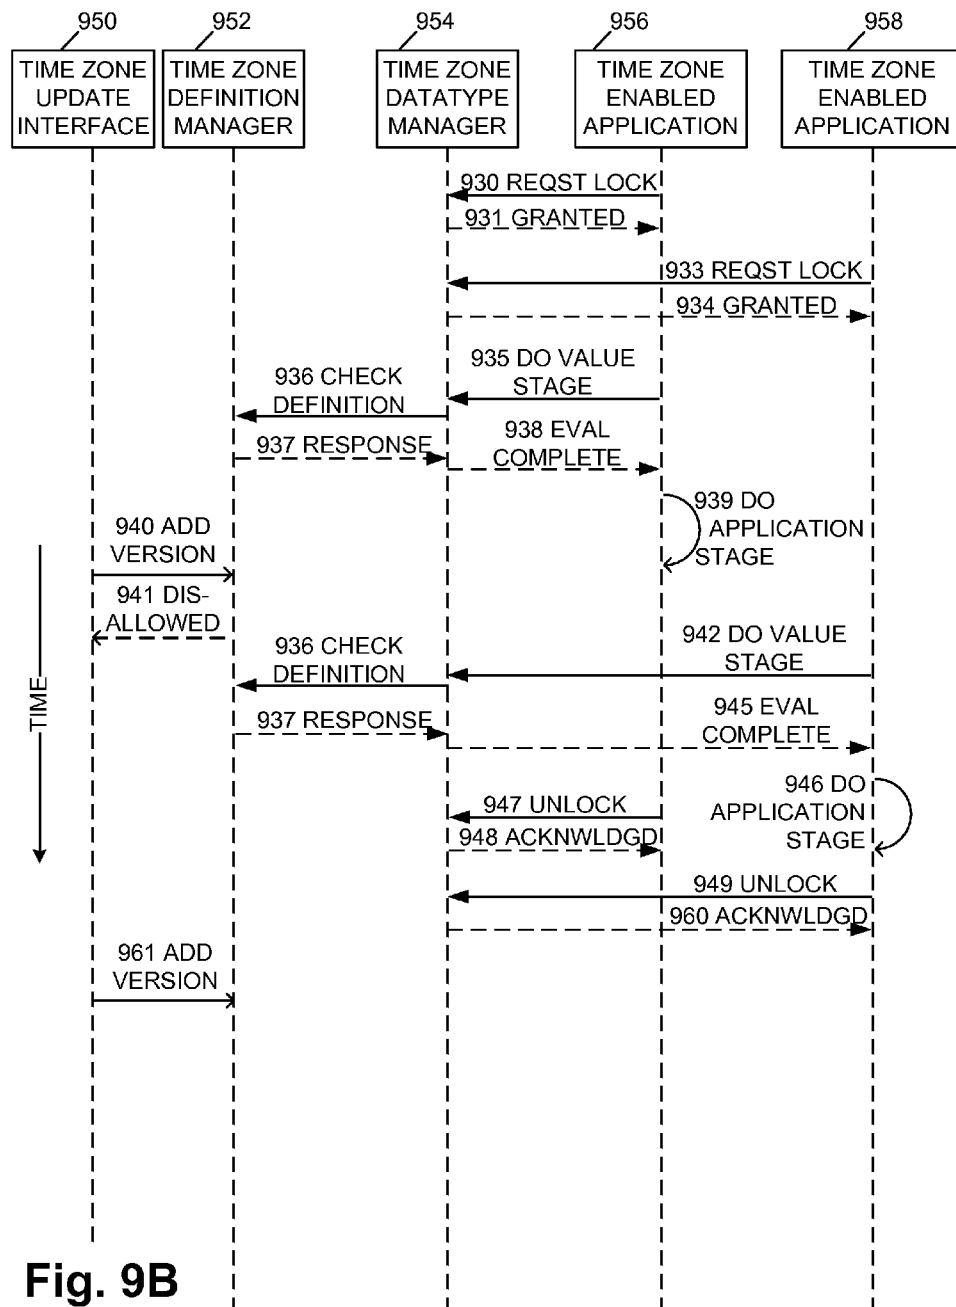 950
952
954
956
958
TIME ZONE
UPDATE
INTERFACE
TIME ZONE
DEFINITION
MANAGER
TIME ZONE
DATATYPE
MANAGER
TIME ZONE
ENABLED
APPLICATION
TIME ZONE
ENABLED
APPLICATION
930 REQST LOCK
931 GRANTED
933 REQST LOCK
934 GRANTED
935 DO VALUE
STAGE
936 CHECK
DEFINITION
937 RESPONSE
938 EVAL
COMPLETE
939 DO
APPLICATION
STAGE
940 ADD
VERSION
941 DIS-
ALLOWED
942 DO VALUE
STAGE
936 CHECK
DEFINITION
937 RESPONSE
945 EVAL
COMPLETE
TIME
946 DO
APPLICATION
STAGE
947 UNLOCK
948 ACKNWLDGD
949 UNLOCK
960 ACKNWLDGD
961 ADD
VERSION
Fig. 9B